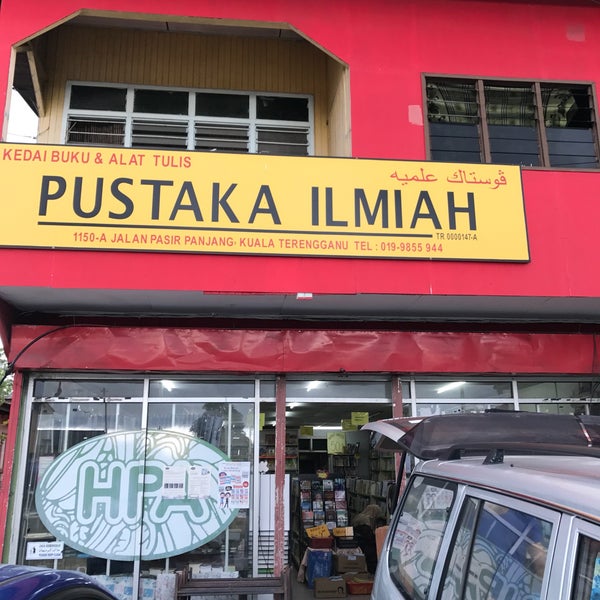 KEDAI BUKU & ALAT TULIS
ڤوستاك علميه
PUSTAKA ILMIAH
TR 0000147-A
1150-A JALAN PASIR PANJANG, KUALA TERENGGANU TEL : 019-9855 944
HPA